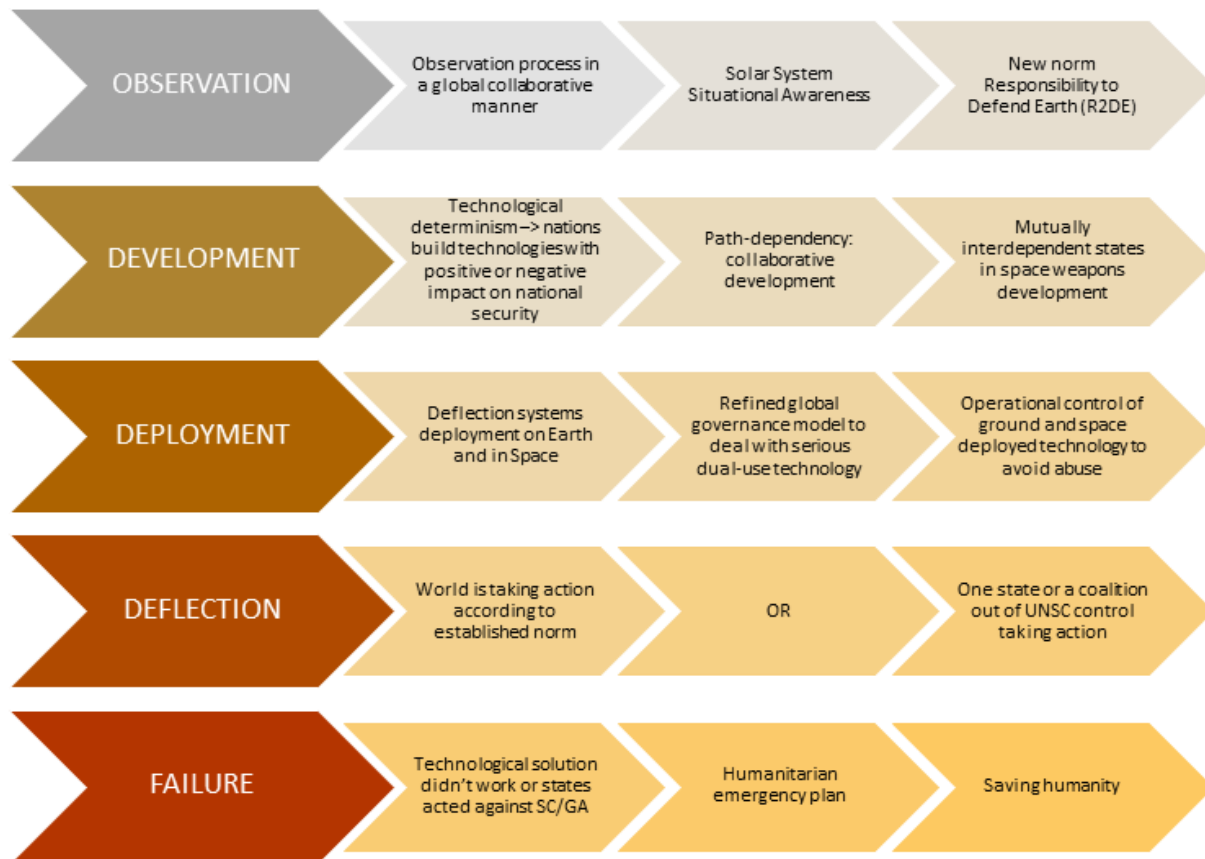 OBSERVATION
Observation process in
a global collaborative
manner
Solar System
Situational Awareness
New norm
Responsibility to
Defend Earth (R2DE)
DEVELOPMENT
Technological
determinism –> nations
build technologies with
positive or negative
impact on national
security
Path-dependency:
collaborative
development
Mutually
interdependent states
in space weapons
development
DEPLOYMENT
Deflection systems
deployment on Earth
and in Space
Refined global
governance model to
deal with serious
dual-use technology
Operational control of
ground and space
deployed technology to
avoid abuse
DEFLECTION
World is taking action
according to
established norm
OR
One state or a coalition
out of UNSC control
taking action
FAILURE
Technological solution
didn't work or states
acted against SC/GA
Humanitarian
emergency plan
Saving humanity